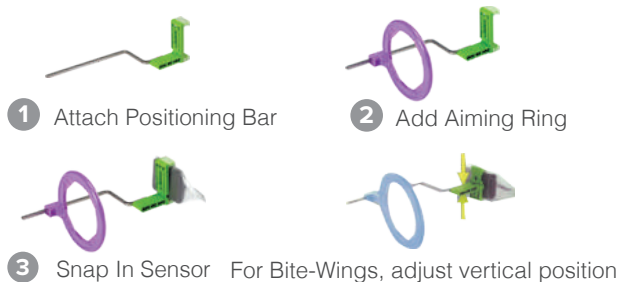 1 Attach Positioning Bar
2 Add Aiming Ring
3 Snap In Sensor
For Bite-Wings, adjust vertical position